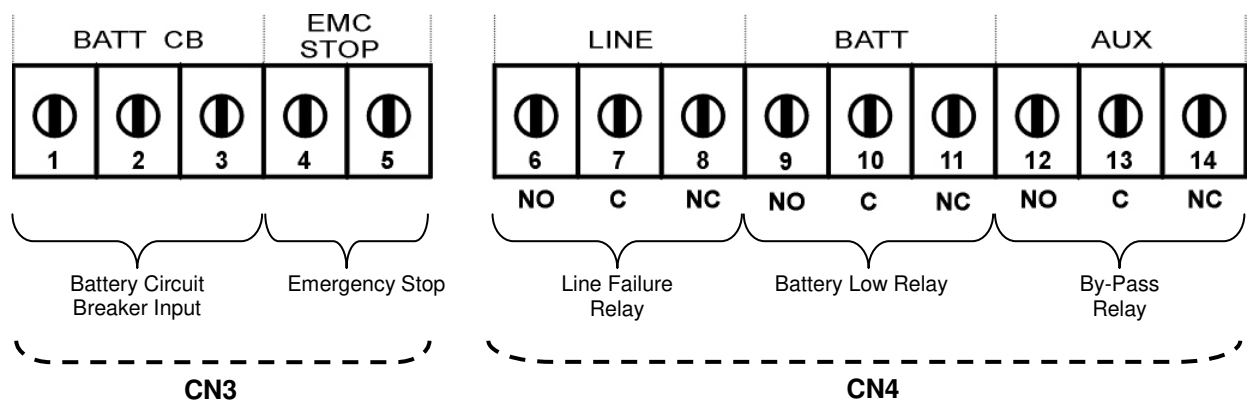 BATT CB
EMC
STOP
LINE
BATT
AUX
1 2 3 4 5
6 7 8 9 10 11 12 13 14
NO C NC NO C NC NO C NC
Battery Circuit
Breaker Input
Emergency Stop
Line Failure
Relay
Battery Low Relay
By-Pass
Relay
CN3
CN4